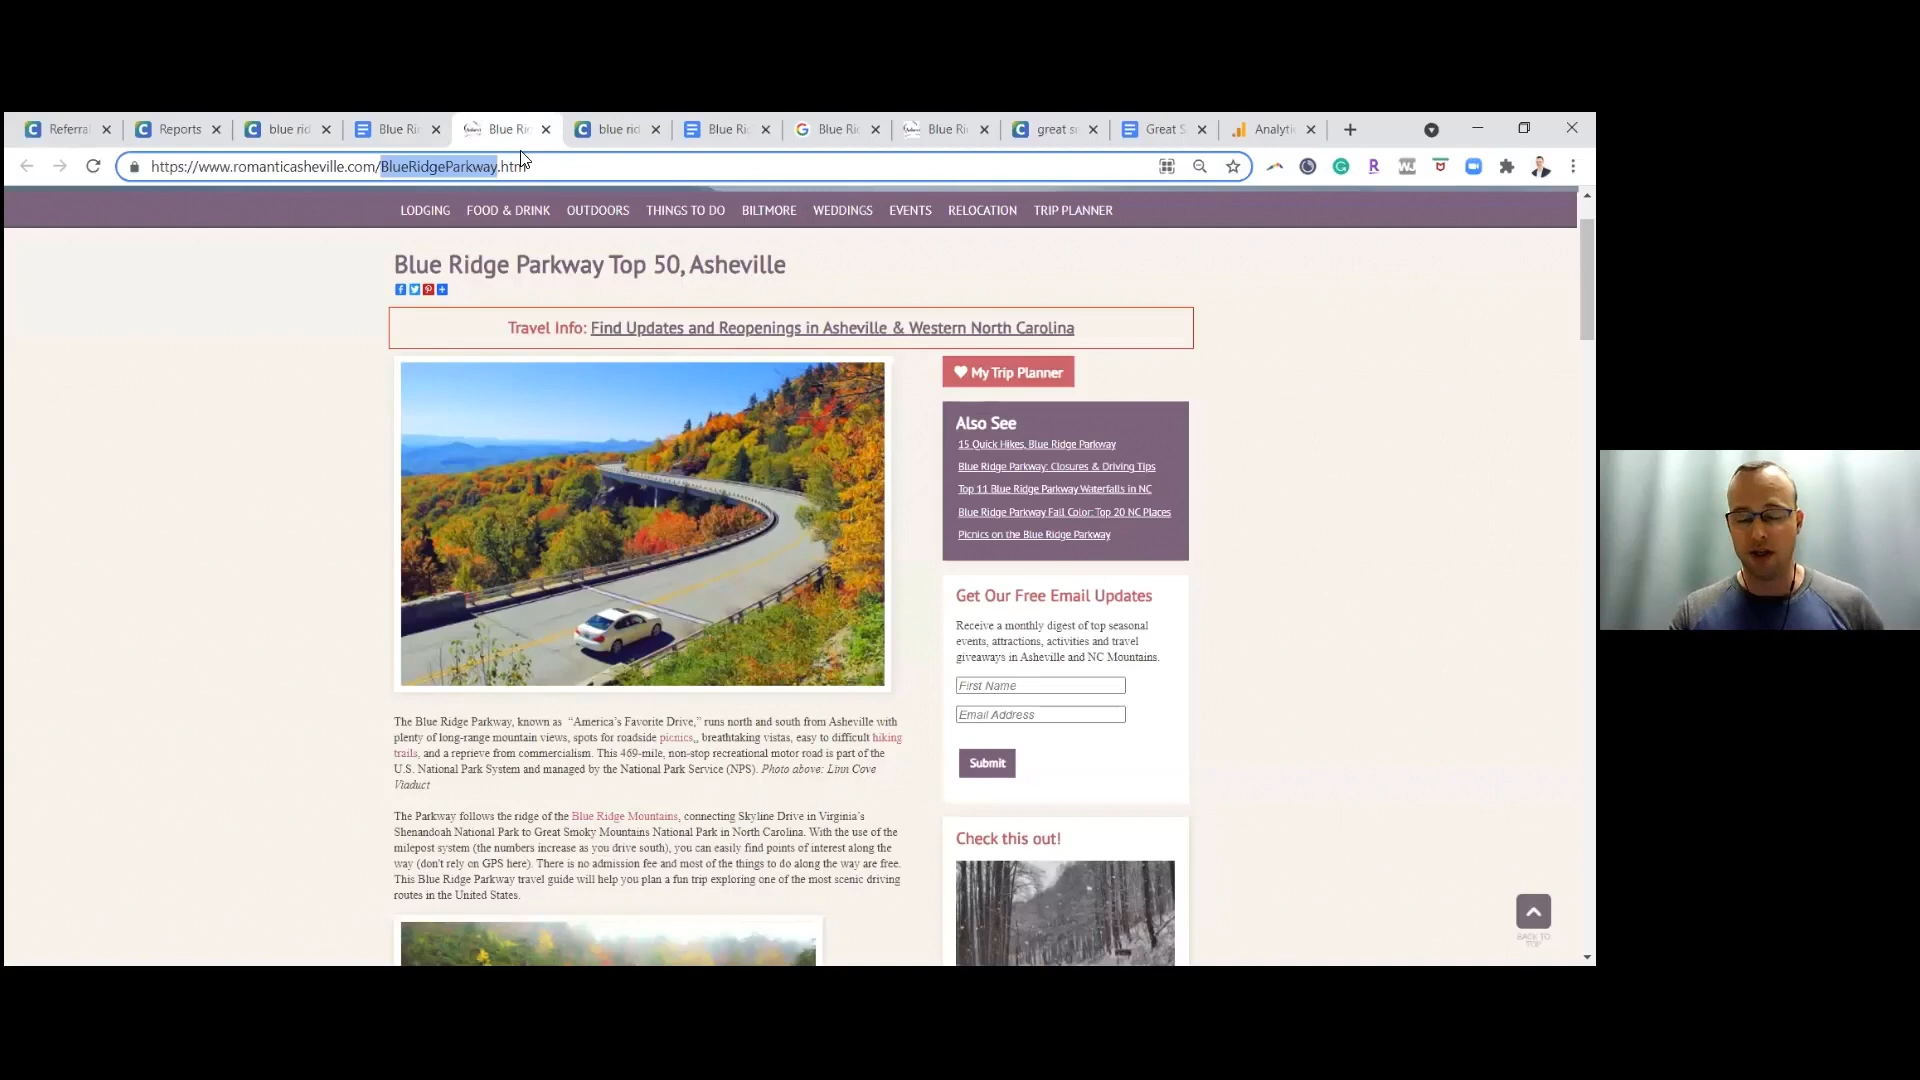 Referral
Reports
blue rid
Blue Ri
Blue Ri
blue rid
Blue Ri
Blue Ri
Blue Ri
great s
Great S
Analyti
https://www.romanticasheville.com/BlueRidgeParkway.htm
LODGING FOOD & DRINK OUTDOORS THINGS TO DO BILTMORE WEDDINGS EVENTS RELOCATION TRIP PLANNER
Blue Ridge Parkway Top 50, Asheville
Travel Info: Find Updates and Reopenings in Asheville & Western North Carolina
My Trip Planner
Also See
15 Quick Hikes, Blue Ridge Parkway
Blue Ridge Parkway: Closures & Driving Tips
Top 11 Blue Ridge Parkway Waterfalls in NC
Blue Ridge Parkway Fall Color: Top 20 NC Places
Picnics on the Blue Ridge Parkway
Get Our Free Email Updates
Receive a monthly digest of top seasonal
events, attractions, activities and travel
giveaways in Asheville and NC Mountains.
First Name
Email Address
Submit
The Blue Ridge Parkway, known as “America’s Favorite Drive,” runs north and south from Asheville with
plenty of long-range mountain views, spots for roadside picnics,, breathtaking vistas, easy to difficult hiking
trails, and a reprieve from commercialism. This 469-mile, non-stop recreational motor road is part of the
U.S. National Park System and managed by the National Park Service (NPS). Photo above: Linn Cove
Viaduct
The Parkway follows the ridge of the Blue Ridge Mountains, connecting Skyline Drive in Virginia’s
Shenandoah National Park to Great Smoky Mountains National Park in North Carolina. With the use of the
milepost system (the numbers increase as you drive south), you can easily find points of interest along the
way (don't rely on GPS here). There is no admission fee and most of the things to do along the way are free.
This Blue Ridge Parkway travel guide will help you plan a fun trip exploring one of the most scenic driving
routes in the United States.
Check this out!
BACK TO
TOP